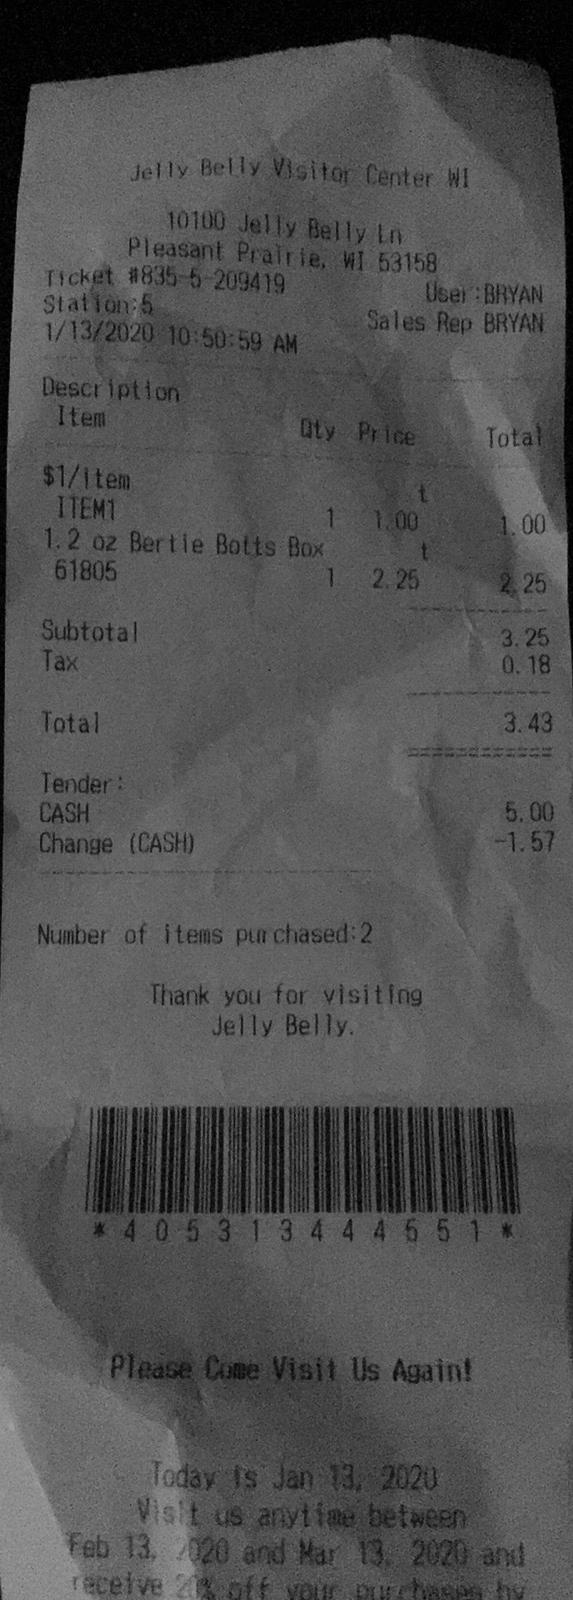 Jelly Belly Visitor Center WI
10100 Jelly Belly Ln
Pleasant Prairie, WI 53158
Ticket #835-5-209419
User:BRYAN
Station:5
Sales Rep BRYAN
1/13/2020 10:50:59 AM
Description
Item Qty Price Total
$1/item t
ITEM1 1 1.00 1.00
1.2 oz Bertie Botts Box t
61805 1 2.25 2.25
Subtotal 3.25
Tax 0.18
Total 3.43
Tender:
CASH 5.00
Change (CASH) -1.57
Number of items purchased:2
Thank you for visiting
Jelly Belly.
*405313444551*
Please Come Visit Us Again!
Today is Jan 13, 2020
Visit us anytime between
Feb 13, 2020 and Mar 13, 2020 and
receive 20% off your purchases by